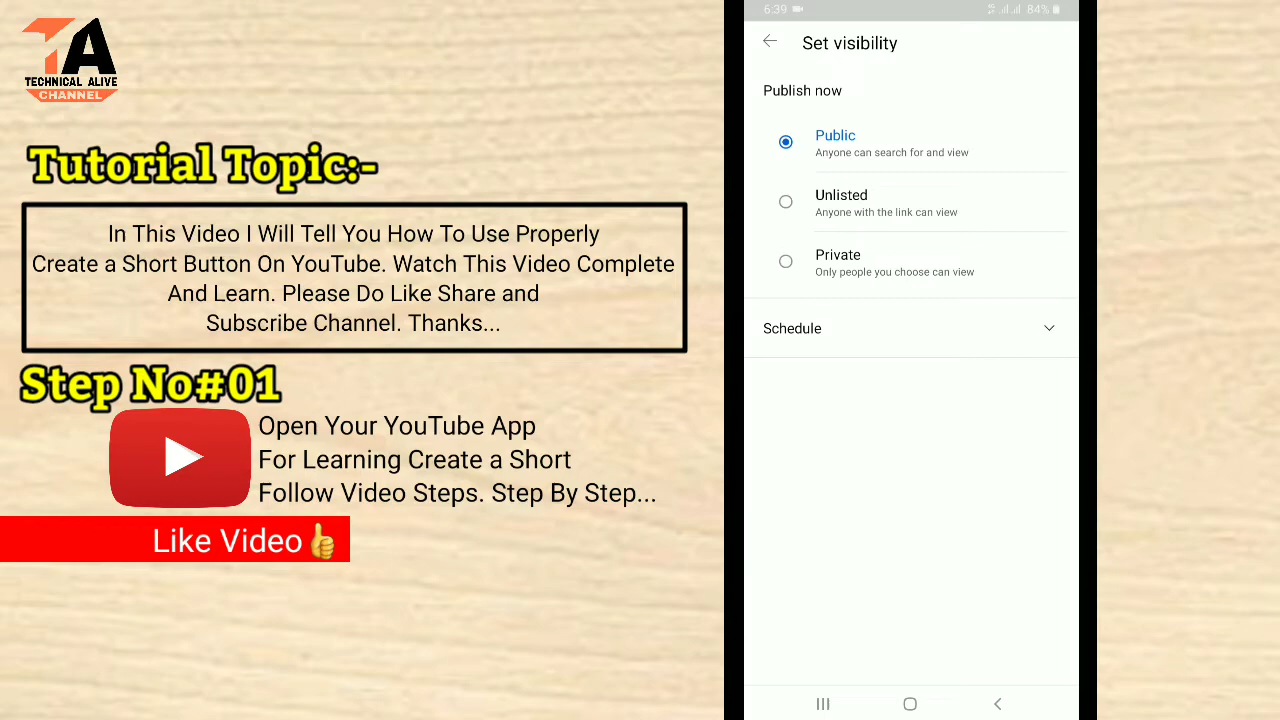 TA
TECHNICAL ALIVE
CHANNEL
Tutorial Topic:-
In This Video I Will Tell You How To Use Properly
Create a Short Button On YouTube. Watch This Video Complete
And Learn. Please Do Like Share and
Subscribe Channel. Thanks...
Step No#01
Open Your YouTube App
For Learning Create a Short
Follow Video Steps. Step By Step...
Like Video👍
6:39
84%
Set visibility
Publish now
Public
Anyone can search for and view
Unlisted
Anyone with the link can view
Private
Only people you choose can view
Schedule